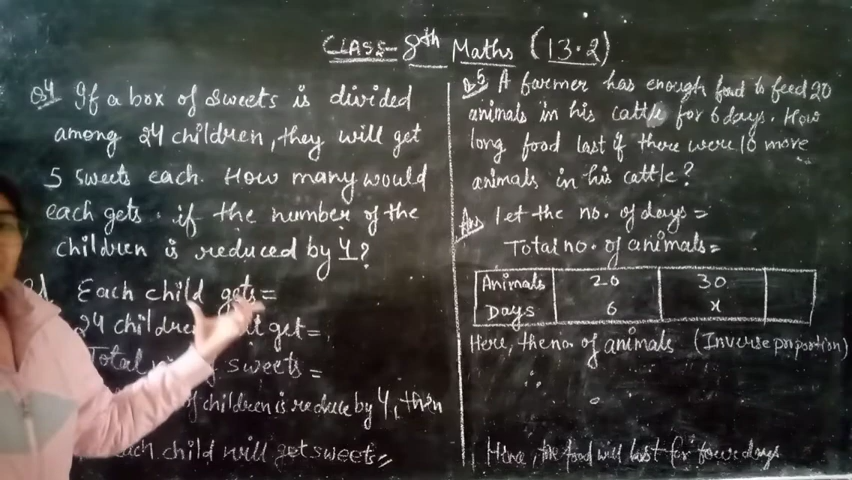 CLASS- 8th Maths (13.2)
Q4 If a box of sweets is divided
among 24 children, they will get
5 sweets each. How many would
each gets. if the number of the
children is reduced by 4?
Each child gets=
24 children get=
Total sweets =
of children is reduce by 4, then
each child will get sweets
Q5 A farmer has enough food to feed 20
animals in his cattle for 6 days. How
long food last if there were 10 more
animals in his cattle?
Ans let the no. of days=
Total no. of animals=
Animals 20 30
Days 6 x
Here, the no of animals (Inverse proportion)
Hence, the food will last for four days